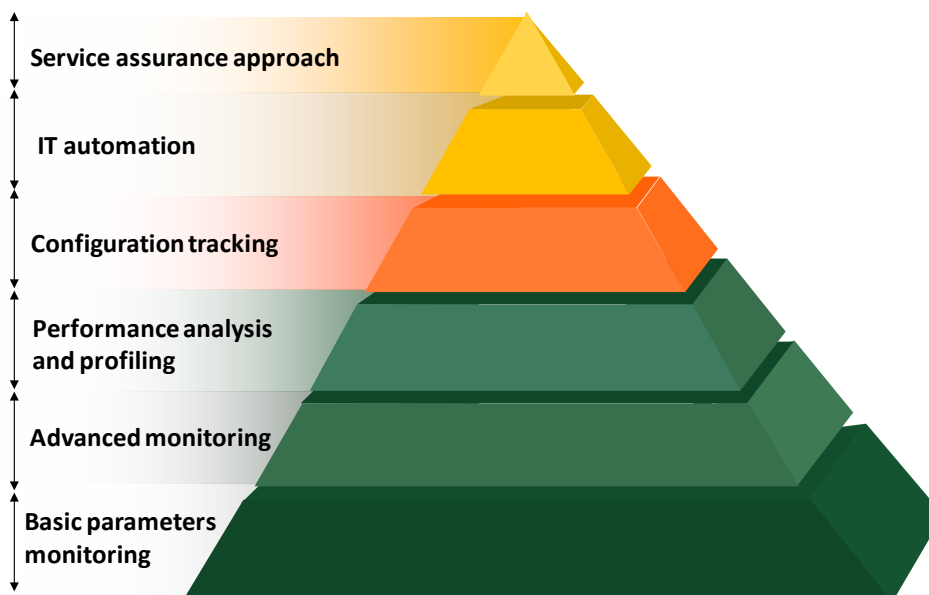 Service assurance approach
IT automation
Configuration tracking
Performance analysis
and profiling
Advanced monitoring
Basic parameters
monitoring